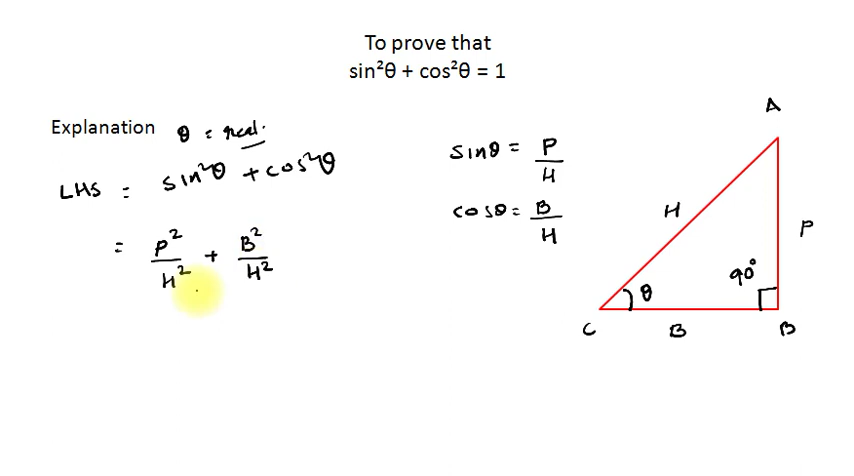 To prove that
sin²θ + cos²θ = 1
Explanation θ = real.
LHS = sin²θ + cos²θ
= P²/H² + B²/H²
sinθ = P/H
cosθ = B/H
A
H
P
90°
θ
C B B